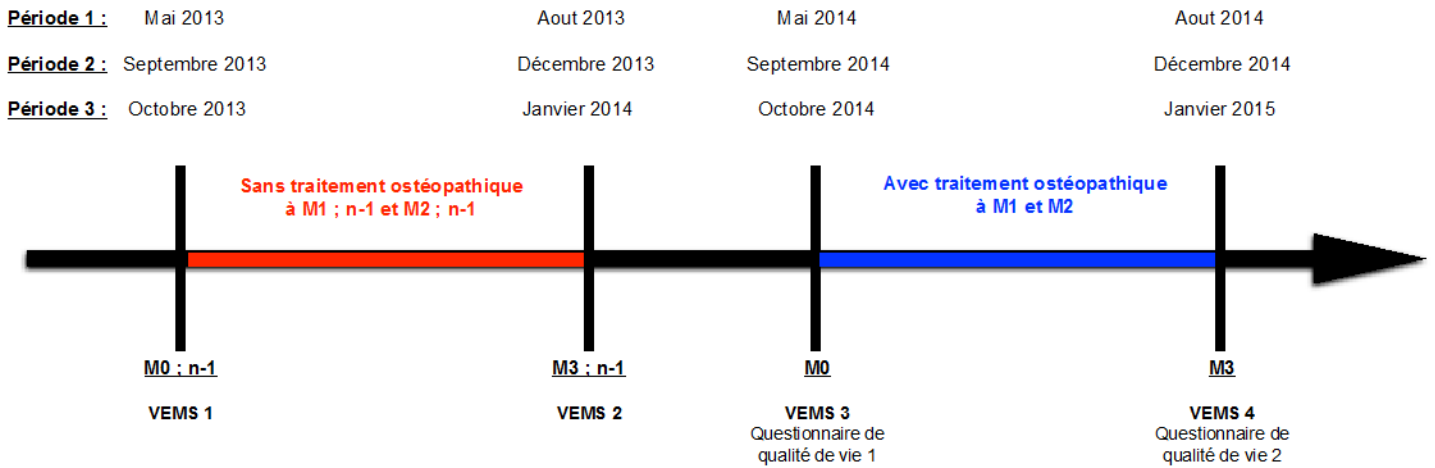 Période 1 : Mai 2013 Aout 2013 Mai 2014 Aout 2014
Période 2 : Septembre 2013 Décembre 2013 Septembre 2014 Décembre 2014
Période 3 : Octobre 2013 Janvier 2014 Octobre 2014 Janvier 2015
Sans traitement ostéopathique
à M1 ; n-1 et M2 ; n-1
Avec traitement ostéopathique
à M1 et M2
M0 ; n-1 M3 ; n-1 M0 M3
VEMS 1 VEMS 2 VEMS 3 VEMS 4
Questionnaire de
qualité de vie 1
Questionnaire de
qualité de vie 2